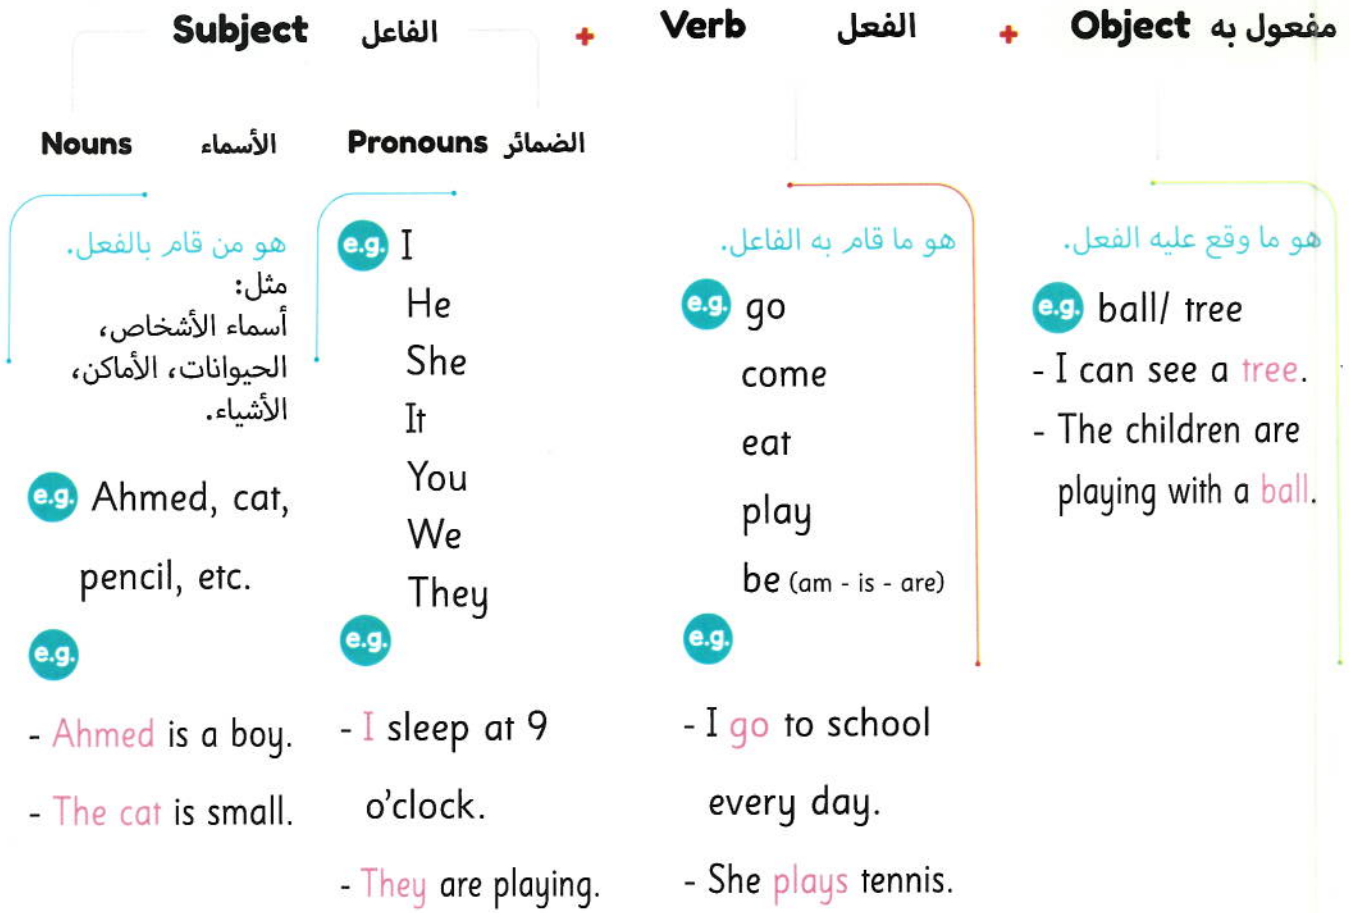 Subject الفاعل + Verb الفعل + Object مفعول به
Nouns الأسماء
هو من قام بالفعل.
مثل:
أسماء الأشخاص،
الحيوانات، الأماكن،
الأشياء.
e.g. Ahmed, cat,
pencil, etc.
e.g.
- Ahmed is a boy.
- The cat is small.
Pronouns الضمائر
e.g. I
He
She
It
You
We
They
e.g.
- I sleep at 9
o'clock.
- They are playing.
هو ما قام به الفاعل.
e.g. go
come
eat
play
be (am - is - are)
e.g.
- I go to school
every day.
- She plays tennis.
هو ما وقع عليه الفعل.
e.g. ball/ tree
- I can see a tree.
- The children are
playing with a ball.